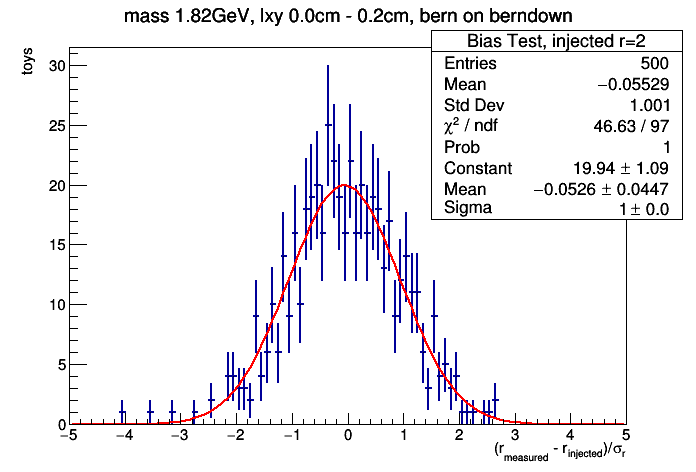 mass 1.82GeV, lxy 0.0cm - 0.2cm, bern on berndown
Bias Test, injected r=2
Entries 500
Mean −0.05529
Std Dev 1.001
χ² / ndf 46.63 / 97
Prob 1
Constant 19.94 ± 1.09
Mean −0.0526 ± 0.0447
Sigma 1 ± 0.0
toys
30
25
20
15
10
5
0
−5 −4 −3 −2 −1 0 1 2 3 4 5
(r_measured - r_injected)/σ_r